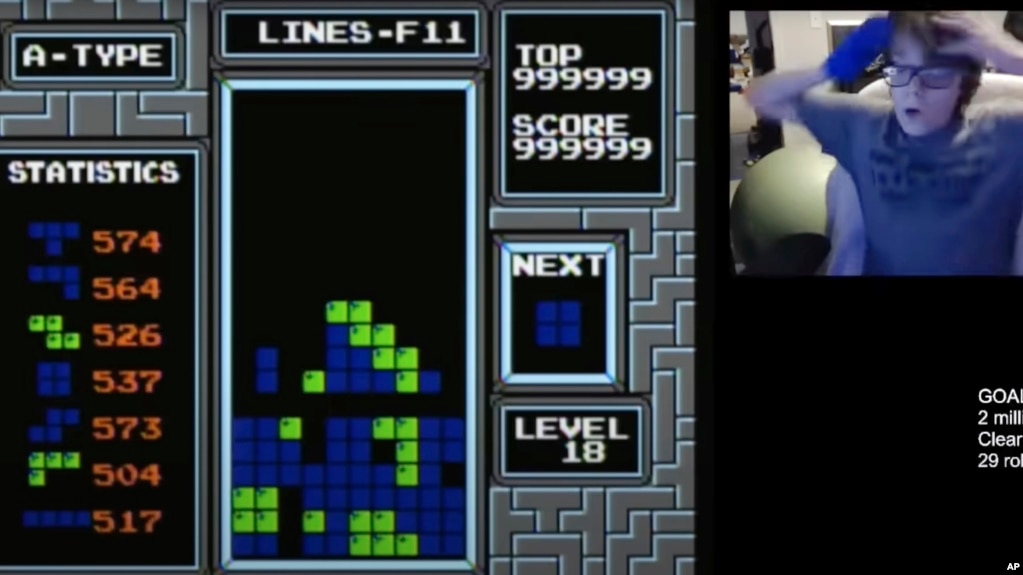 A-TYPE
LINES-F11
TOP
999999
SCORE
999999
STATISTICS
574
564
526
537
573
504
517
NEXT
LEVEL
18
GOAL
2 milli
Clear
29 rol
AP